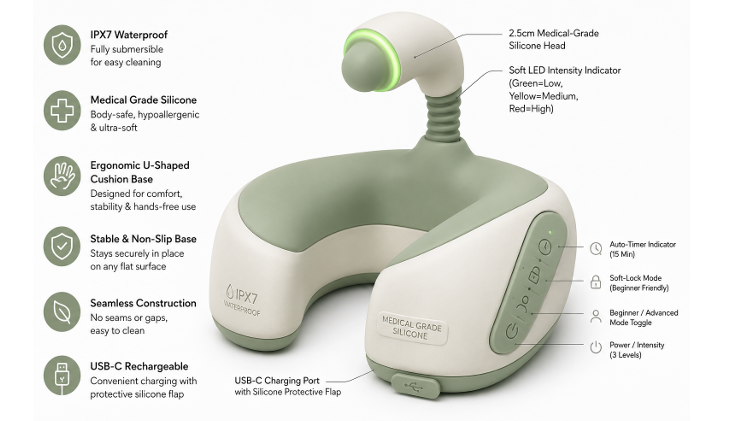 IPX7 Waterproof
Fully submersible
for easy cleaning
Medical Grade Silicone
Body-safe, hypoallergenic
& ultra-soft
Ergonomic U-Shaped
Cushion Base
Designed for comfort,
stability & hands-free use
Stable & Non-Slip Base
Stays securely in place
on any flat surface
Seamless Construction
No seams or gaps,
easy to clean
USB-C Rechargeable
Convenient charging with
protective silicone flap
2.5cm Medical-Grade
Silicone Head
Soft LED Intensity Indicator
(Green=Low,
Yellow=Medium,
Red=High)
IPX7
WATERPROOF
MEDICAL GRADE
SILICONE
Auto-Timer Indicator
(15 Min)
Soft-Lock Mode
(Beginner Friendly)
Beginner / Advanced
Mode Toggle
Power / Intensity
(3 Levels)
USB-C Charging Port
with Silicone Protective Flap